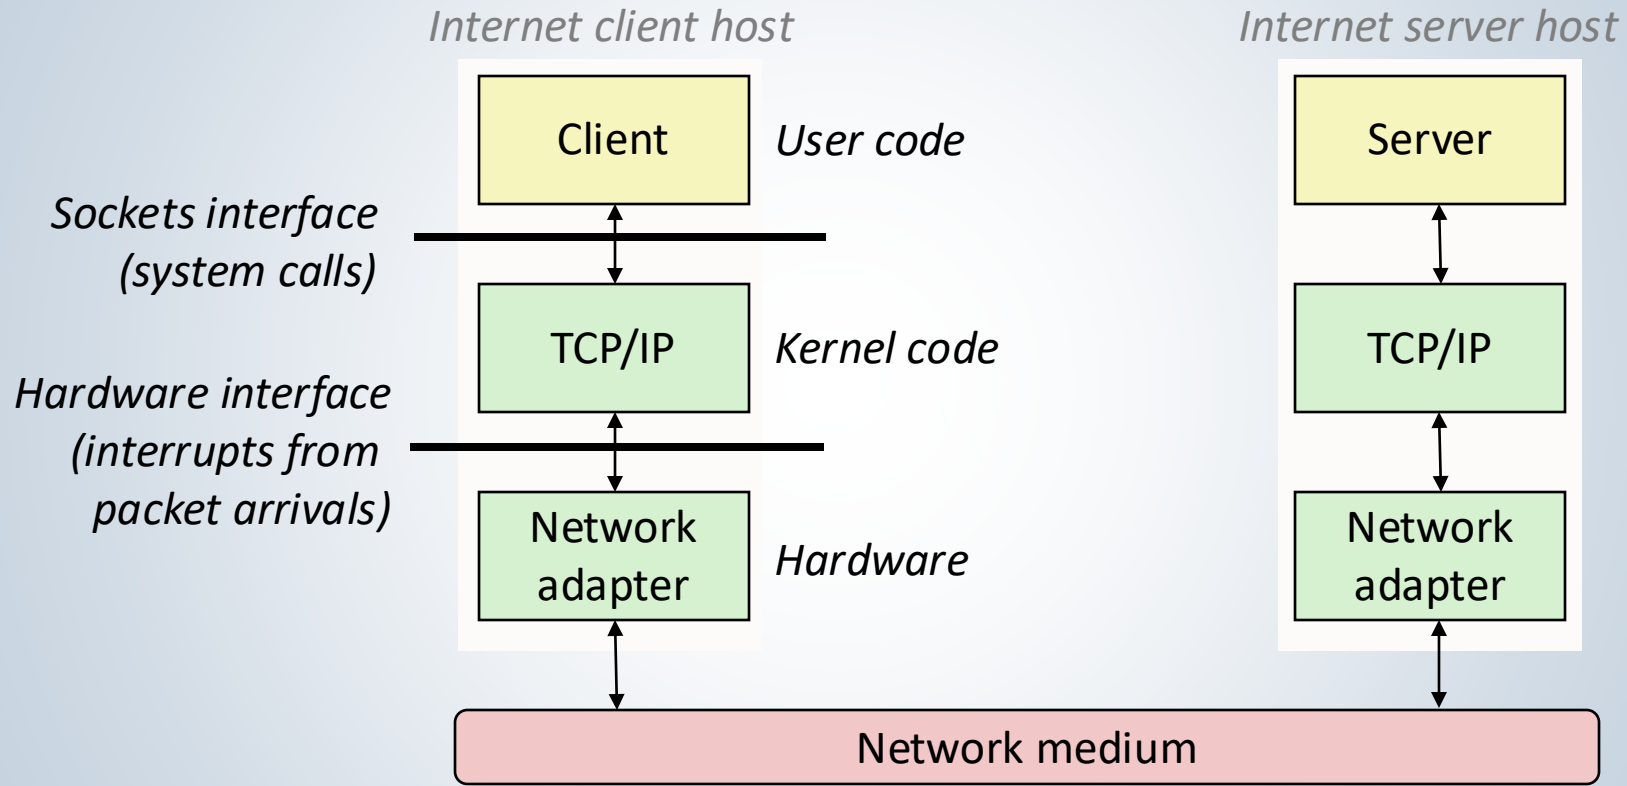 Internet client host
Internet server host
Client
User code
Server
Sockets interface
(system calls)
TCP/IP
Kernel code
TCP/IP
Hardware interface
(interrupts from
packet arrivals)
Network
adapter
Hardware
Network
adapter
Network medium